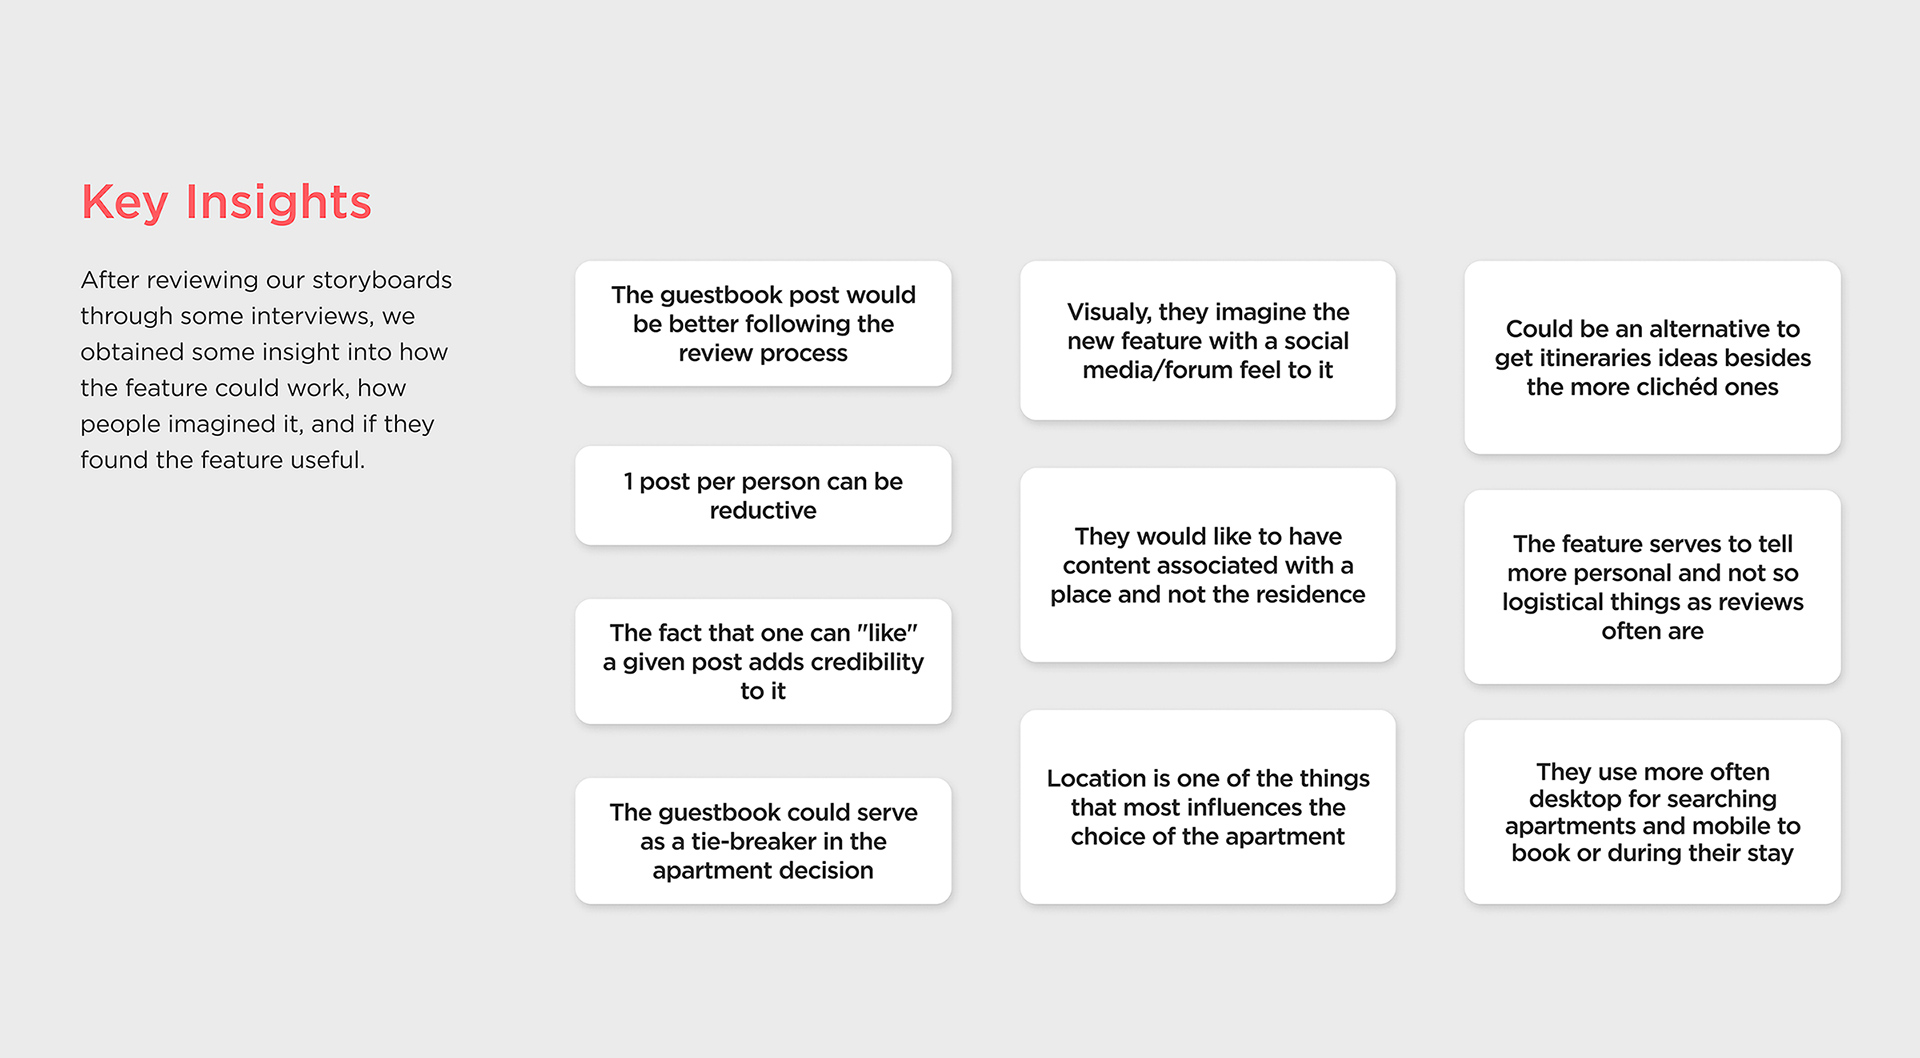 Key Insights
After reviewing our storyboards
through some interviews, we
obtained some insight into how
the feature could work, how
people imagined it, and if they
found the feature useful.
The guestbook post would
be better following the
review process
1 post per person can be
reductive
The fact that one can "like"
a given post adds credibility
to it
The guestbook could serve
as a tie-breaker in the
apartment decision
Visualy, they imagine the
new feature with a social
media/forum feel to it
They would like to have
content associated with a
place and not the residence
Location is one of the things
that most influences the
choice of the apartment
Could be an alternative to
get itineraries ideas besides
the more clichéd ones
The feature serves to tell
more personal and not so
logistical things as reviews
often are
They use more often
desktop for searching
apartments and mobile to
book or during their stay